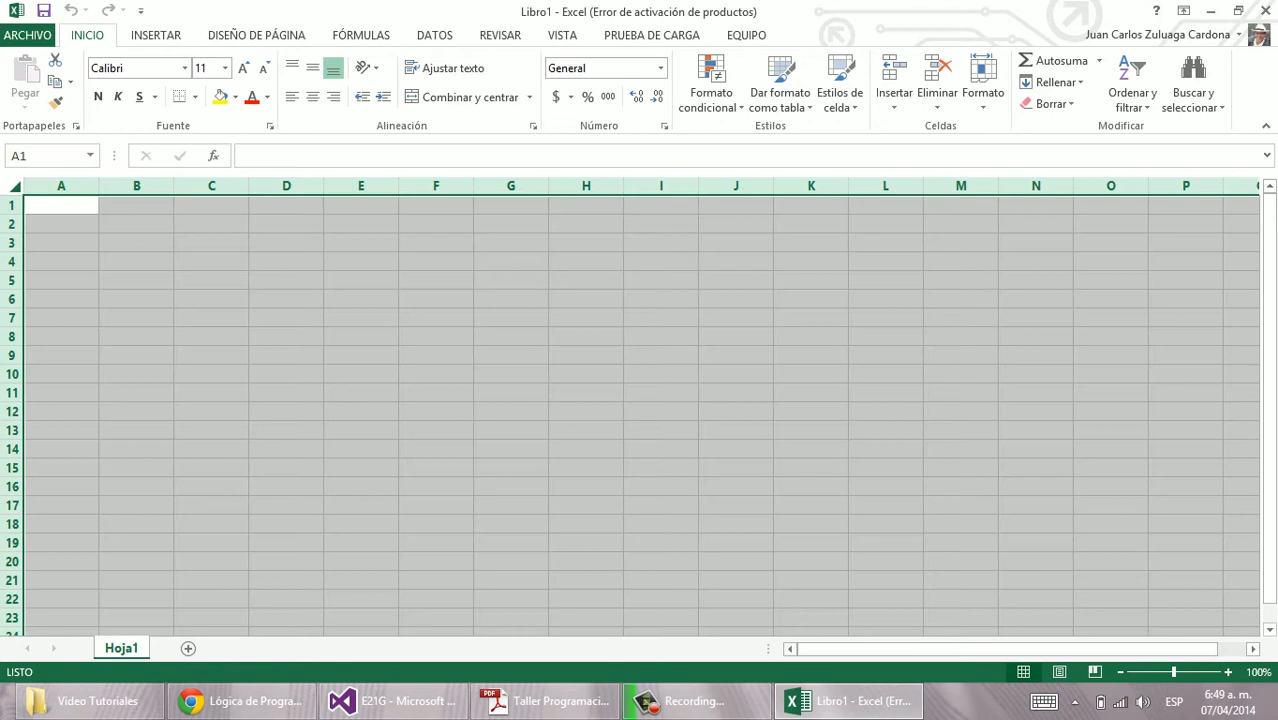 Libro1 - Excel (Error de activación de productos)
ARCHIVO INICIO INSERTAR DISEÑO DE PÁGINA FÓRMULAS DATOS REVISAR VISTA PRUEBA DE CARGA EQUIPO Juan Carlos Zuluaga Cardona
Pegar
Calibri 11
N K S
Ajustar texto
Combinar y centrar
General
$ % 000
Formato condicional
Dar formato como tabla
Estilos de celda
Insertar Eliminar Formato
Autosuma
Rellenar
Borrar
Ordenar y filtrar
Buscar y seleccionar
Portapapeles Fuente Alineación Número Estilos Celdas Modificar
A1 fx
A B C D E F G H I J K L M N O P
1
2
3
4
5
6
7
8
9
10
11
12
13
14
15
16
17
18
19
20
21
22
23
24
Hoja1
LISTO 100%
Video Tutoriales Lógica de Progra... E21G - Microsoft ... PDF Taller Programaci... Recording... Libro1 - Excel (Err... ESP 6:49 a. m.
07/04/2014